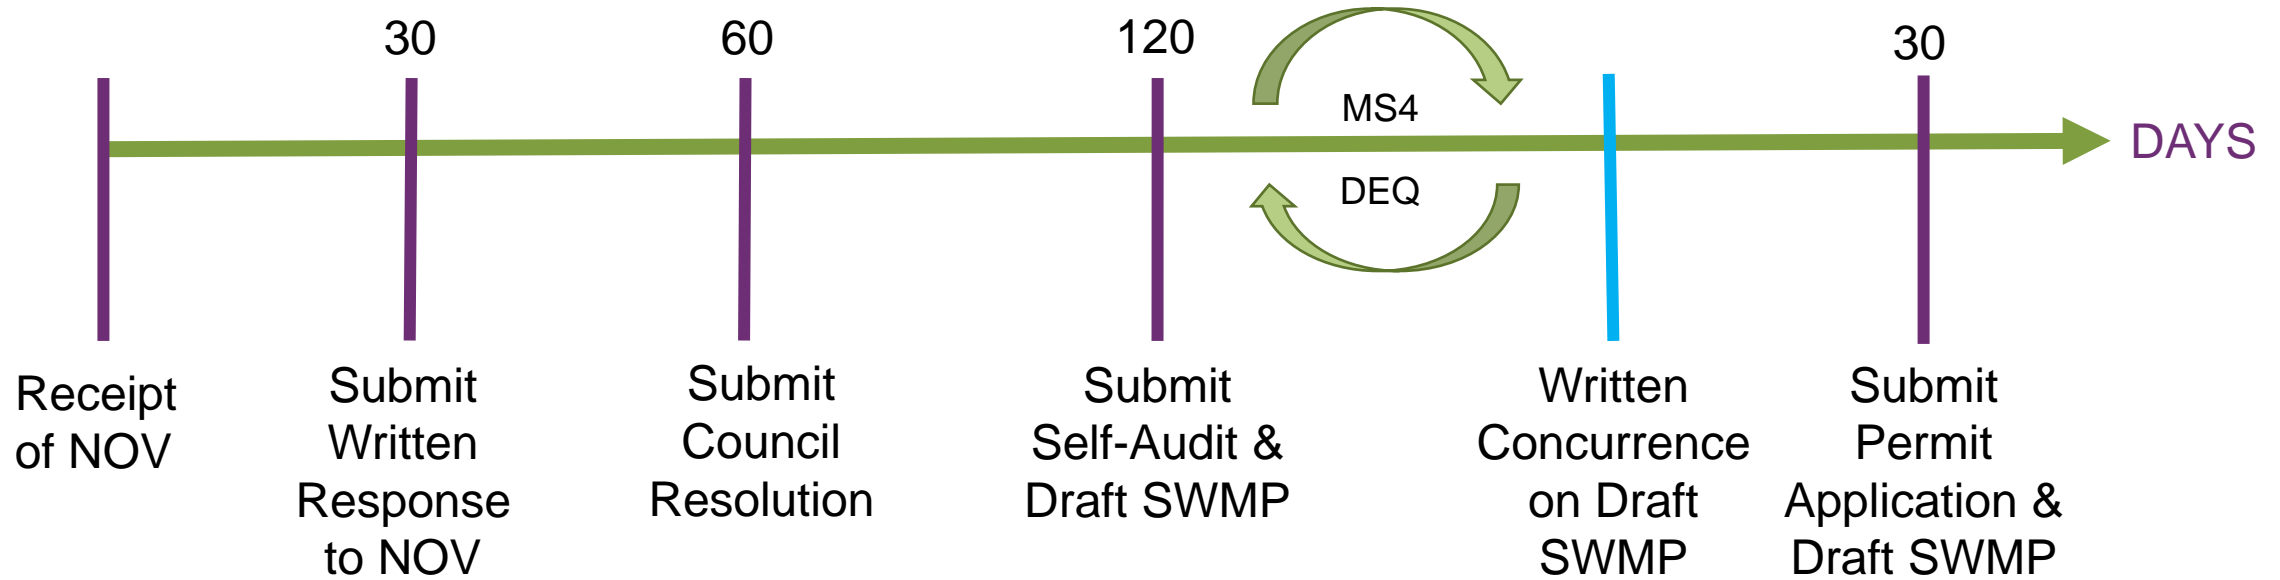 30
60
120
30
MS4
DEQ
DAYS
Receipt
of NOV
Submit
Written
Response
to NOV
Submit
Council
Resolution
Submit
Self-Audit &
Draft SWMP
Written
Concurrence
on Draft
SWMP
Submit
Permit
Application &
Draft SWMP